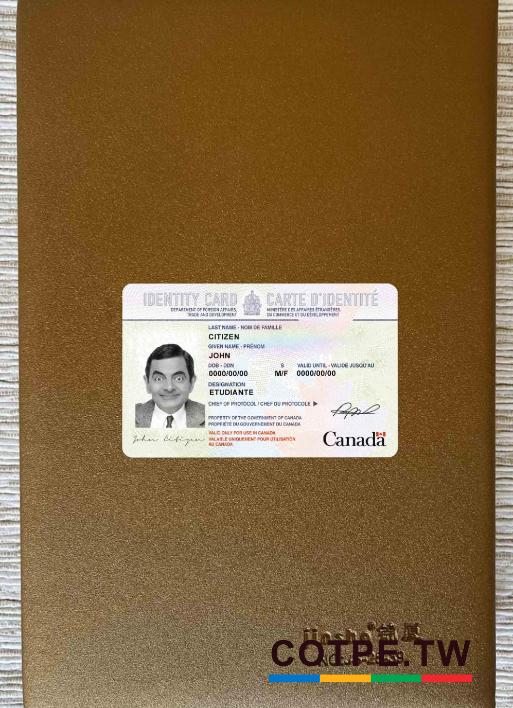 IDENTITY CARD CARTE D'IDENTITÉ
DEPARTMENT OF FOREIGN AFFAIRS, MINISTÈRE DES AFFAIRES ÉTRANGÈRES,
TRADE AND DEVELOPMENT DU COMMERCE ET DU DÉVELOPPEMENT
LAST NAME - NOM DE FAMILLE
CITIZEN
GIVEN NAME - PRÉNOM
JOHN
DOB - DDN S VALID UNTIL - VALIDE JUSQU'AU
0000/00/00 M/F 0000/00/00
DESIGNATION
ETUDIANTE
CHIEF OF PROTOCOL / CHEF DU PROTOCOLE ▶
PROPERTY OF THE GOVERNMENT OF CANADA
PROPRIÉTÉ DU GOUVERNEMENT DU CANADA
VALID ONLY FOR USE IN CANADA
VALABLE UNIQUEMENT POUR UTILISATION
AU CANADA
John Citizen
Canada
COTPE.TW